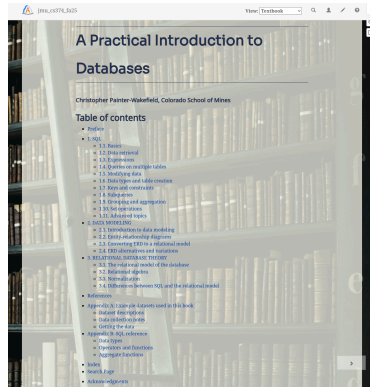 jmu_cs374_fa25
View: Textbook
A Practical Introduction to
Databases
Christopher Painter-Wakefield, Colorado School of Mines
Table of contents
Preface
1. SQL
1.1. Basics
1.2. Data retrieval
1.3. Expressions
1.4. Queries on multiple tables
1.5. Modifying data
1.6. Data types and table creation
1.7. Keys and constraints
1.8. Subqueries
1.9. Grouping and aggregation
1.10. Set operations
1.11. Advanced topics
2. DATA MODELING
2.1. Introduction to data modeling
2.2. Entity-relationship diagrams
2.3. Converting ERD to a relational model
2.4. ERD alternatives and variations
3. RELATIONAL DATABASE THEORY
3.1. The relational model of the database
3.2. Relational algebra
3.3. Normalization
3.4. Differences between SQL and the relational model
References
Appendix A: Example datasets used in this book
Dataset descriptions
Data collection notes
Getting the data
Appendix B: SQL reference
Data types
Operators and functions
Aggregate functions
Index
Search Page
Acknowledgments